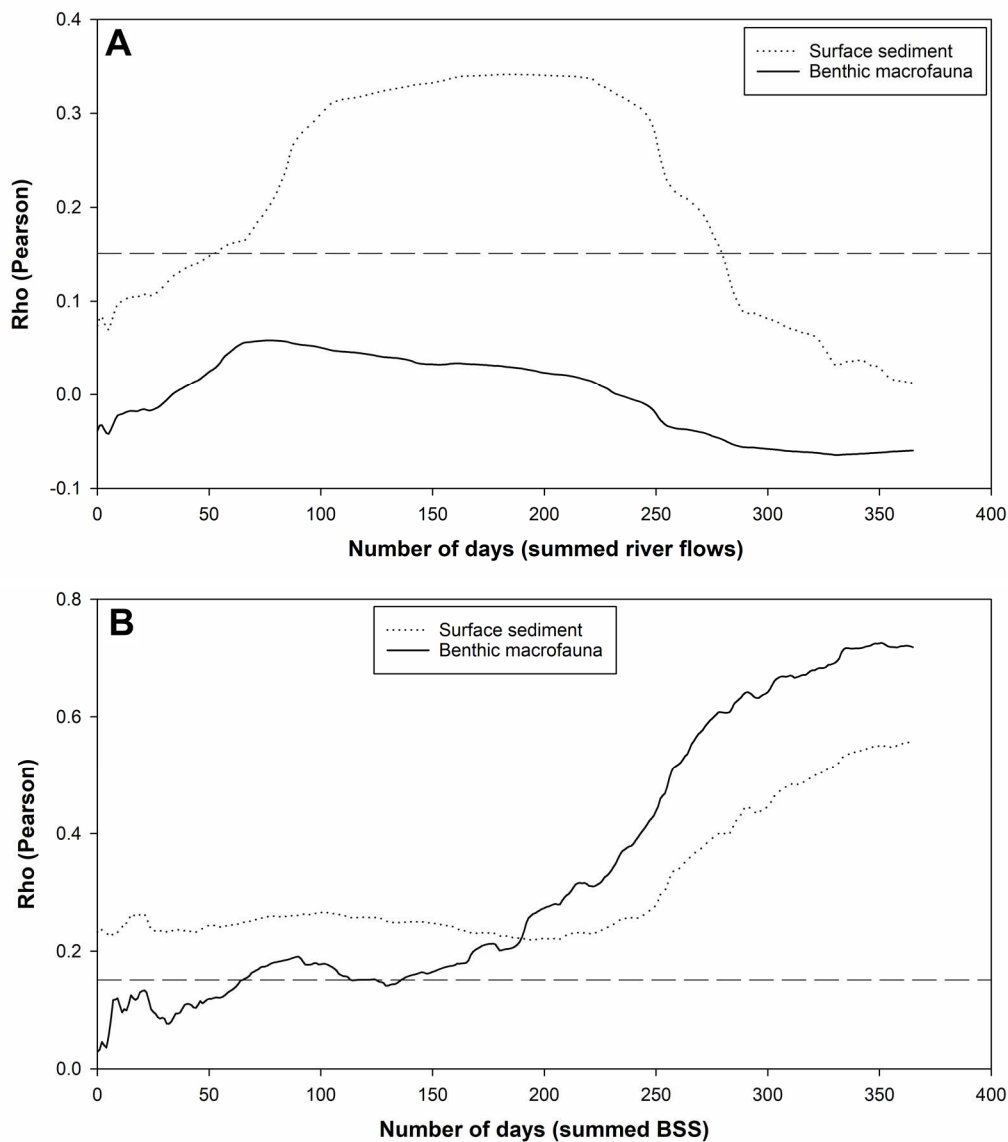 A
Surface sediment
Benthic macrofauna
Rho (Pearson)
0.4
0.3
0.2
0.1
0.0
-0.1
0 50 100 150 200 250 300 350 400
Number of days (summed river flows)
B
Surface sediment
Benthic macrofauna
Rho (Pearson)
0.8
0.6
0.4
0.2
0.0
0 50 100 150 200 250 300 350 400
Number of days (summed BSS)